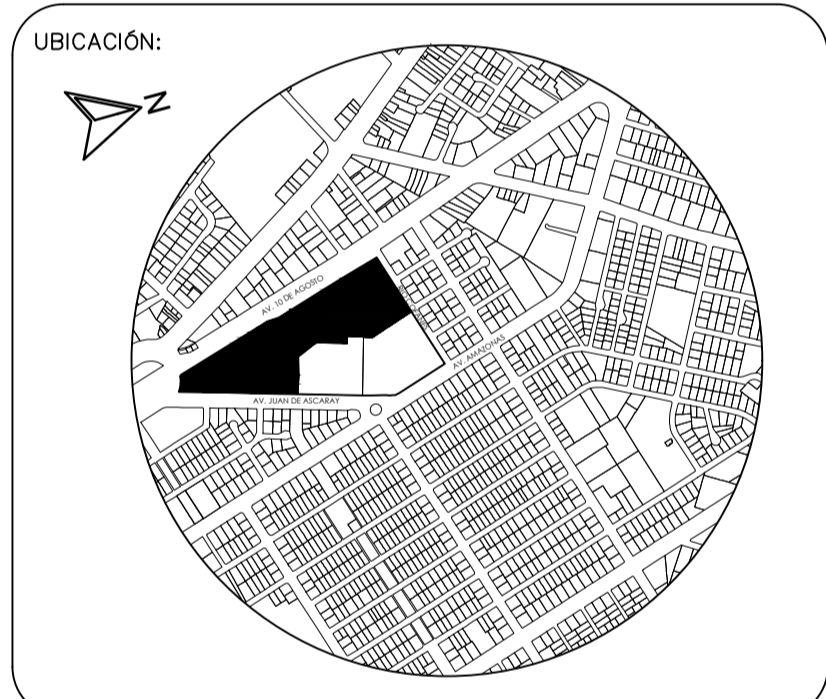 UBICACIÓN:
N
AV. 10 DE AGOSTO
AV. AMAZONAS
AV. JUAN DE ASCARAY